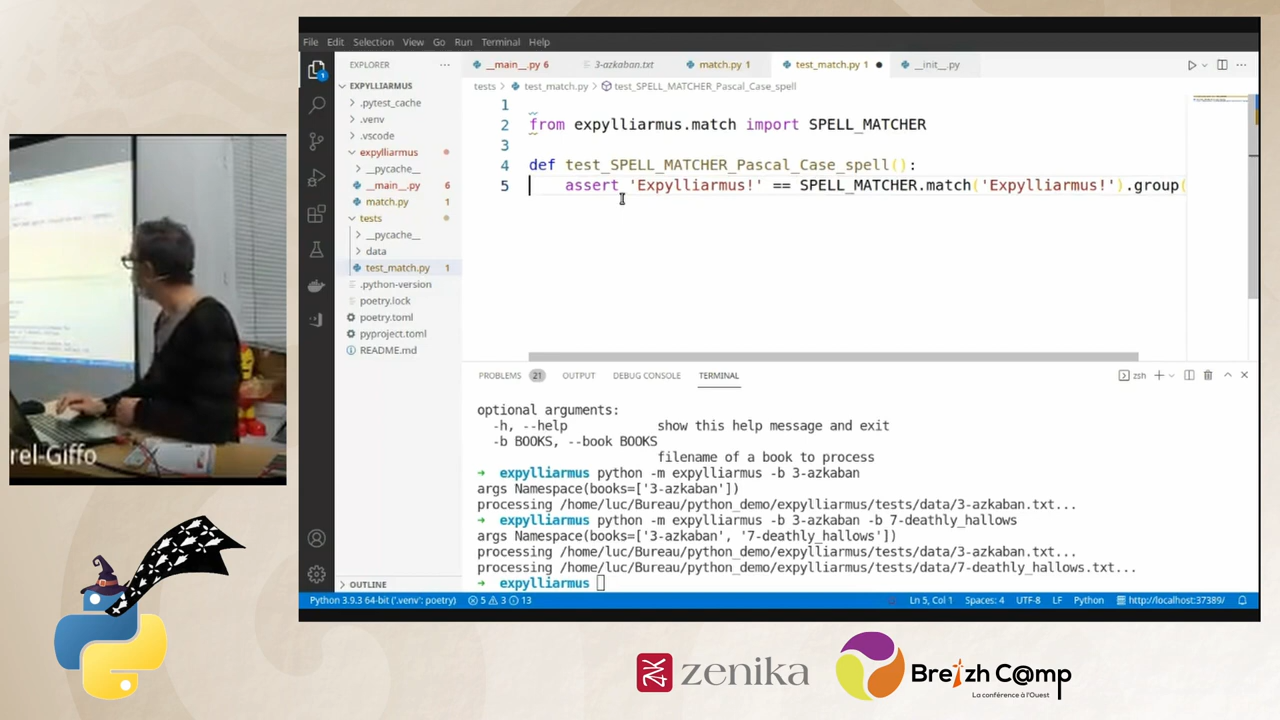 File Edit Selection View Go Run Terminal Help
EXPLORER ···
__main__.py 6
3-azkaban.txt
match.py 1
test_match.py 1 ●
__init__.py
EXPYLLIARMUS
tests > test_match.py > test_SPELL_MATCHER_Pascal_Case_spell
.pytest_cache
.venv
.vscode
expylliarmus
__pycache__
__main__.py 6
match.py 1
tests
__pycache__
data
test_match.py 1
.python-version
poetry.lock
poetry.toml
pyproject.toml
README.md
OUTLINE
1
2 from expylliarmus.match import SPELL_MATCHER
3
4 def test_SPELL_MATCHER_Pascal_Case_spell():
5 assert 'Expylliarmus!' == SPELL_MATCHER.match('Expylliarmus!').group(
PROBLEMS 21 OUTPUT DEBUG CONSOLE TERMINAL
zsh
optional arguments:
-h, --help show this help message and exit
-b BOOKS, --book BOOKS
filename of a book to process
➜ expylliarmus python -m expylliarmus -b 3-azkaban
args Namespace(books=['3-azkaban'])
processing /home/luc/Bureau/python_demo/expylliarmus/tests/data/3-azkaban.txt...
➜ expylliarmus python -m expylliarmus -b 3-azkaban -b 7-deathly_hallows
args Namespace(books=['3-azkaban', '7-deathly_hallows'])
processing /home/luc/Bureau/python_demo/expylliarmus/tests/data/3-azkaban.txt...
processing /home/luc/Bureau/python_demo/expylliarmus/tests/data/7-deathly_hallows.txt...
➜ expylliarmus
Python 3.9.3 64-bit ('.venv': poetry) 5 3 13
Ln 5, Col 1 Spaces: 4 UTF-8 LF Python http://localhost:37389/
rel-Giffo
zenika
Breizh C@mp
La conférence à l'Ouest